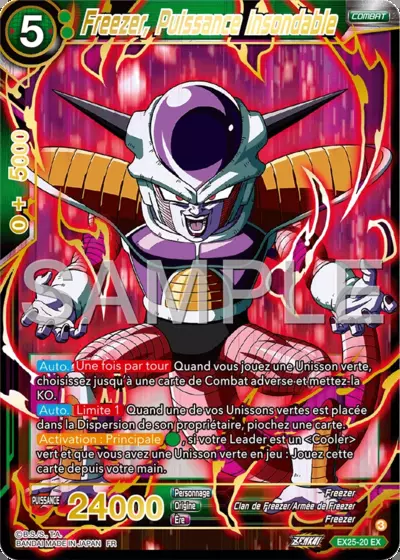 5
Freezer, Puissance Insondable
COMBAT
0 + 5000
SAMPLE
Auto. Une fois par tour Quand vous jouez une Unisson verte,
choisissez jusqu'à une carte de Combat adverse et mettez-la
KO.
Auto. Limite 1 Quand une de vos Unissons vertes est placée
dans la Dispersion de son propriétaire, piochez une carte.
Activation : Principale , si votre Leader est un <Cooler>
vert et que vous avez une Unisson verte en jeu : Jouez cette
carte depuis votre main.
PUISSANCE 24000
Personnage Freezer
Origine Clan de Freezer/Armée de Freezer
Ère Freezer
3
©B.S./S., T.A.
BANDAI MADE IN JAPAN FR
EX25-20 EX